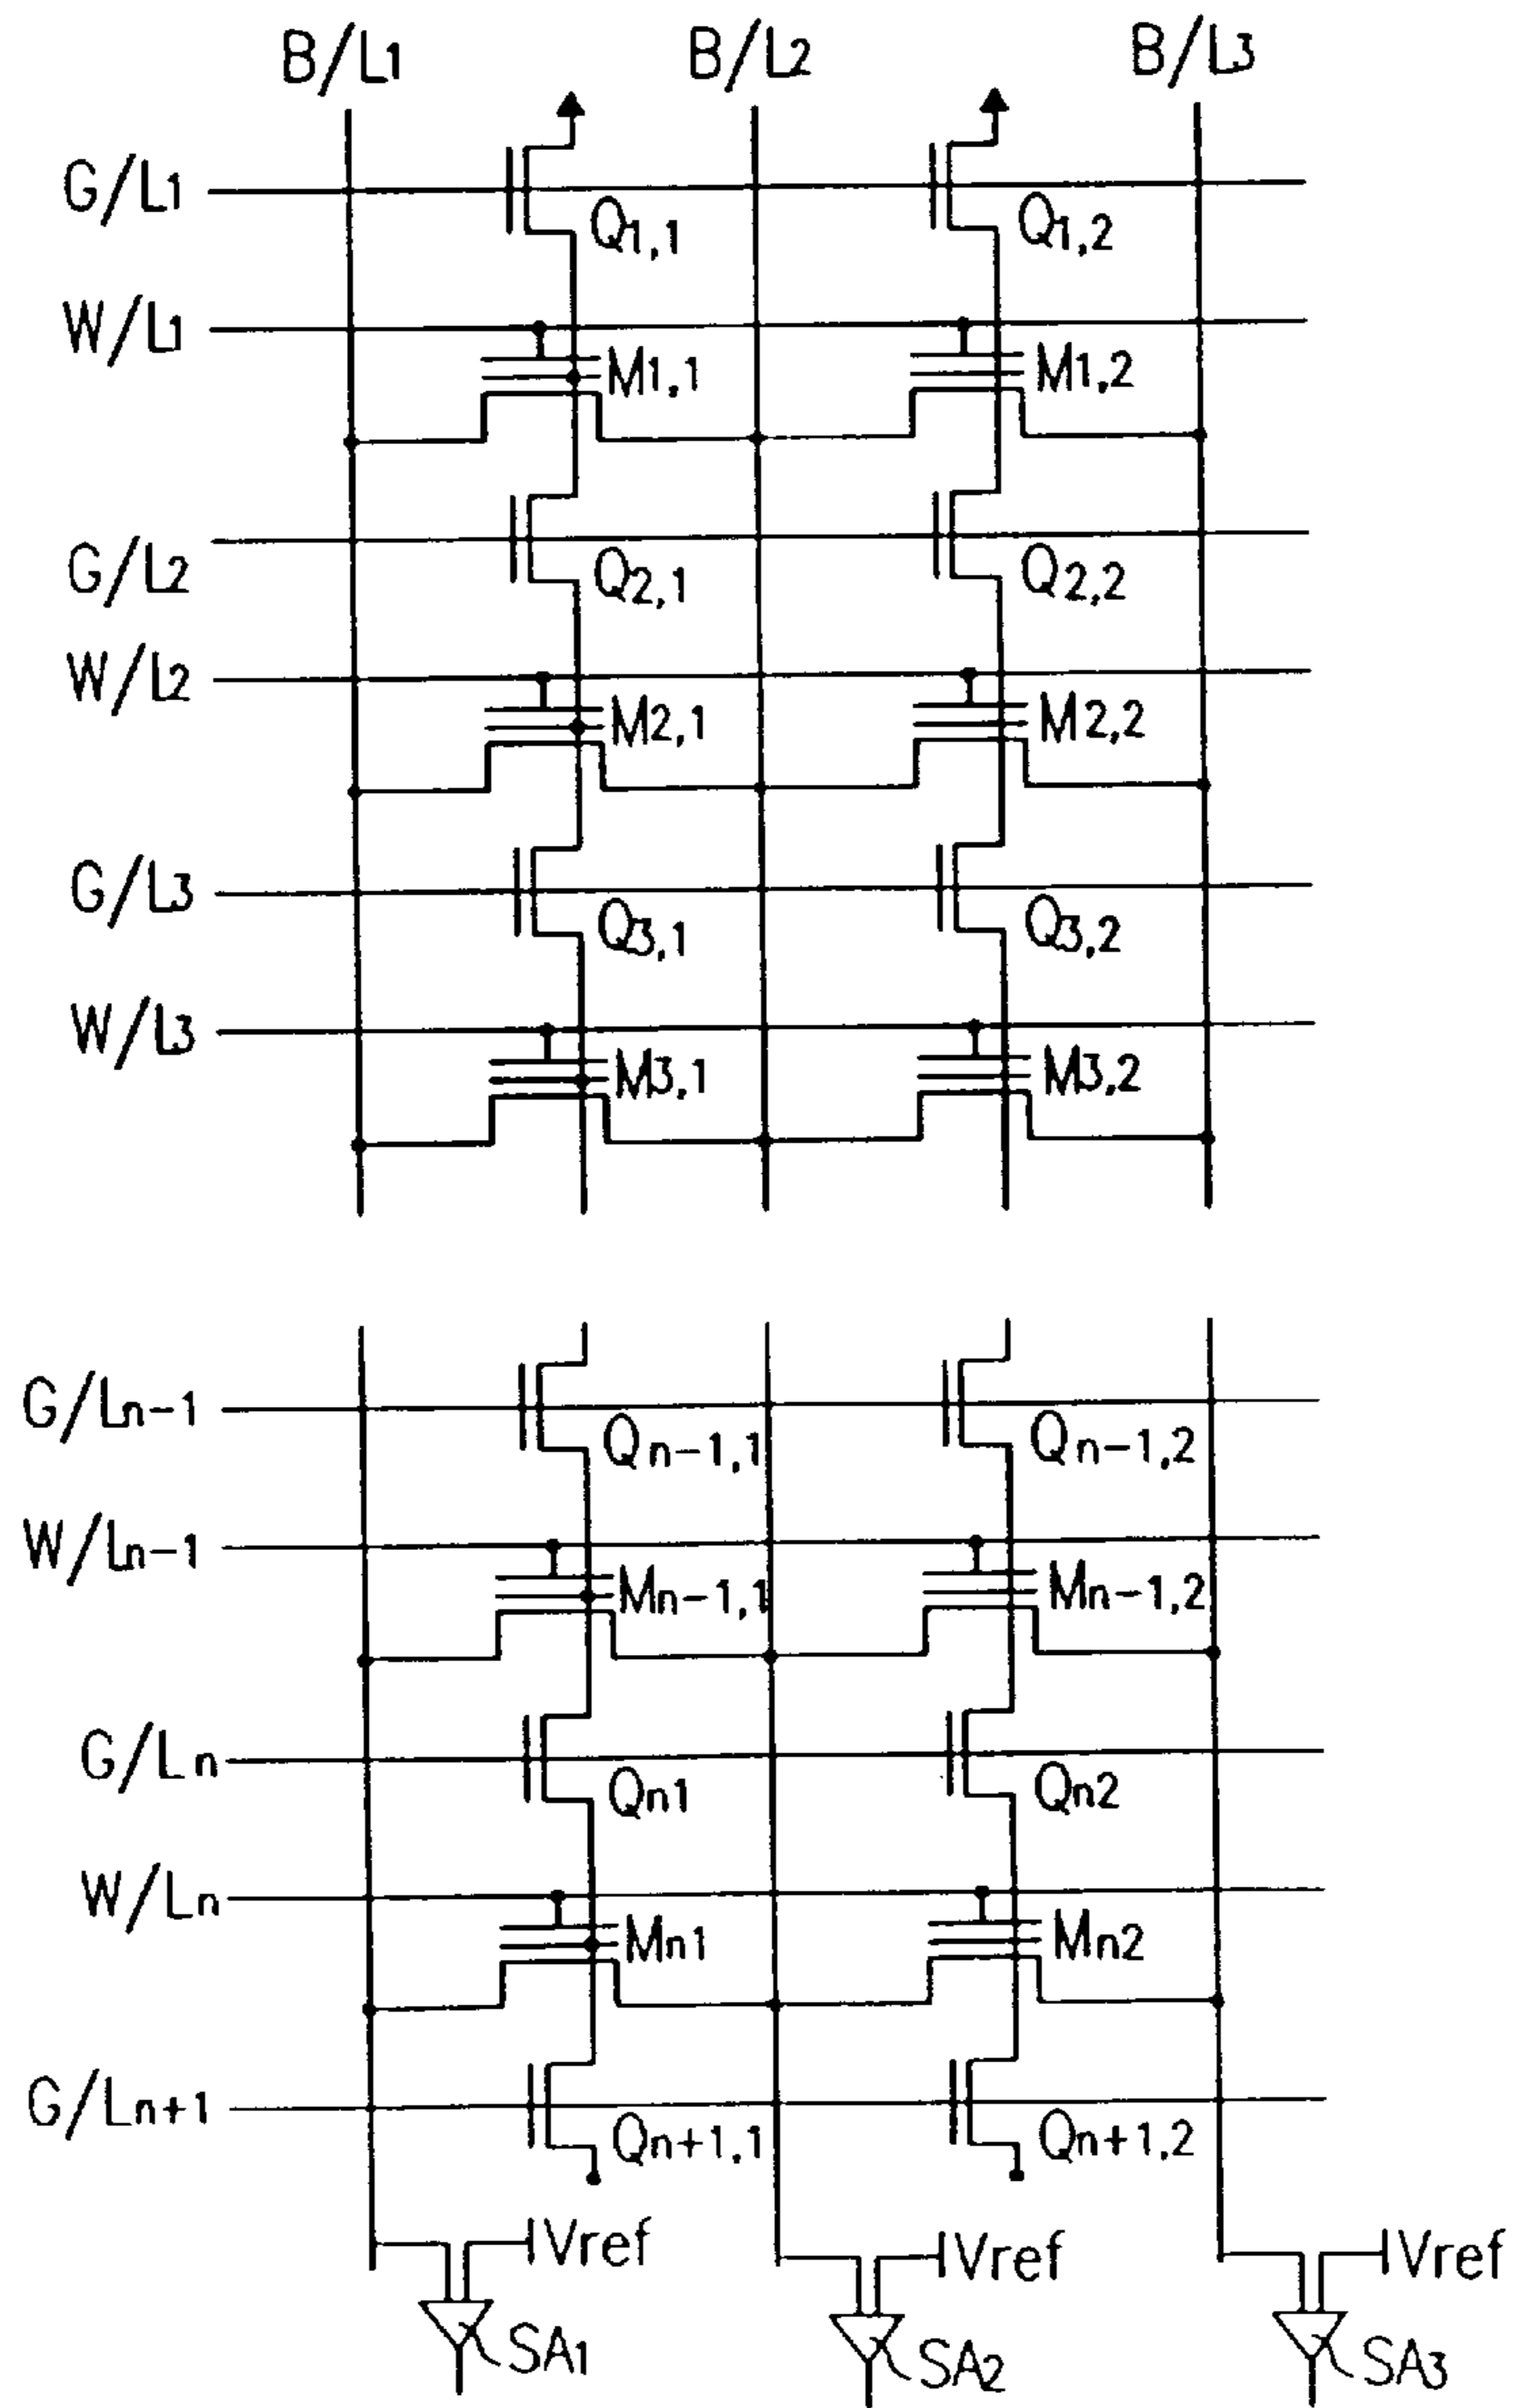 B/L1 B/L2 B/L3
G/L1
Q1,1 Q1,2
W/L1
M1,1 M1,2
G/L2
Q2,1 Q2,2
W/L2
M2,1 M2,2
G/L3
Q3,1 Q3,2
W/L3
M3,1 M3,2
G/Ln-1
Qn-1,1 Qn-1,2
W/Ln-1
Mn-1,1 Mn-1,2
G/Ln
Qn1 Qn2
W/Ln
Mn1 Mn2
G/Ln+1
Qn+1,1 Qn+1,2
Vref Vref Vref
SA1 SA2 SA3